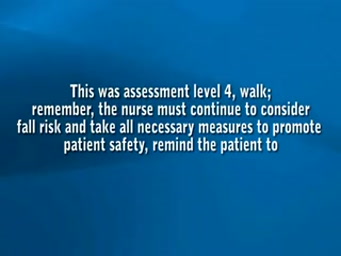 This was assessment level 4, walk;
remember, the nurse must continue to consider
fall risk and take all necessary measures to promote
patient safety, remind the patient to